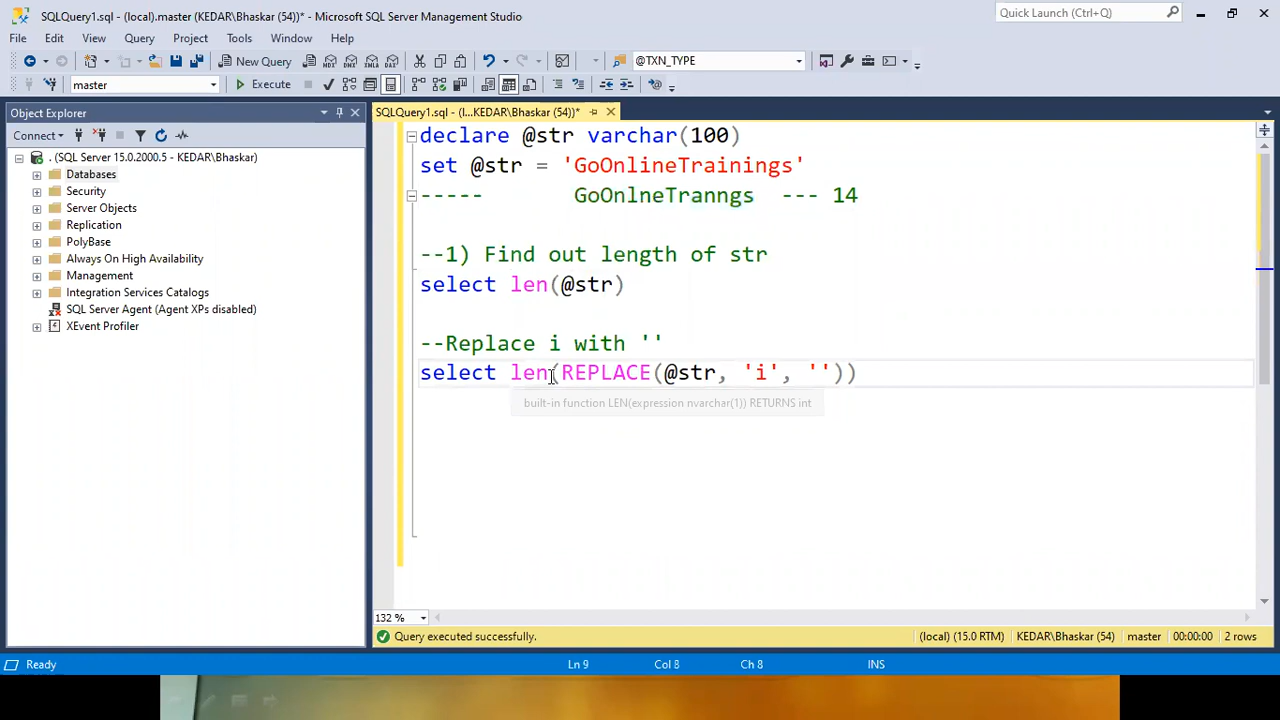 SQLQuery1.sql - (local).master (KEDAR\Bhaskar (54))* - Microsoft SQL Server Management Studio
Quick Launch (Ctrl+Q)
File Edit View Query Project Tools Window Help
New Query
@TXN_TYPE
master
Execute
Object Explorer
SQLQuery1.sql - (l...KEDAR\Bhaskar (54))*
Connect
. (SQL Server 15.0.2000.5 - KEDAR\Bhaskar)
Databases
Security
Server Objects
Replication
PolyBase
Always On High Availability
Management
Integration Services Catalogs
SQL Server Agent (Agent XPs disabled)
XEvent Profiler
declare @str varchar(100)
set @str = 'GoOnlineTrainings'
----- GoOnlneTranngs --- 14
--1) Find out length of str
select len(@str)
--Replace i with ''
select len(REPLACE(@str, 'i', ''))
built-in function LEN(expression nvarchar(1)) RETURNS int
132 %
Query executed successfully.
(local) (15.0 RTM) KEDAR\Bhaskar (54) master 00:00:00 2 rows
Ready Ln 9 Col 8 Ch 8 INS